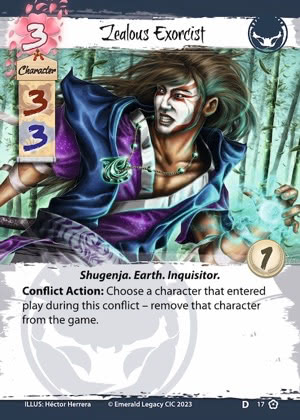 3
Zealous Exorcist
Character
3
3
1
Shugenja. Earth. Inquisitor.
Conflict Action: Choose a character that entered
play during this conflict – remove that character
from the game.
ILLUS: Héctor Herrera © Emerald Legacy CIC 2023 D 17